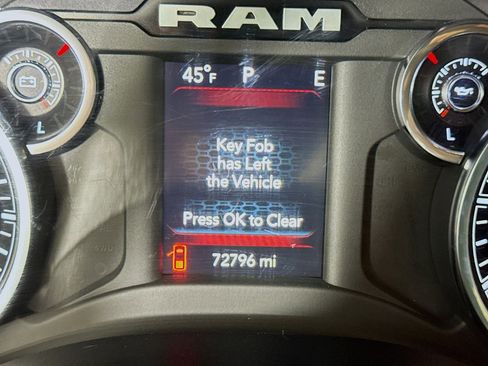 RAM
45°F P E
Key Fob
has Left
the Vehicle
Press OK to Clear
72796 mi
L
L